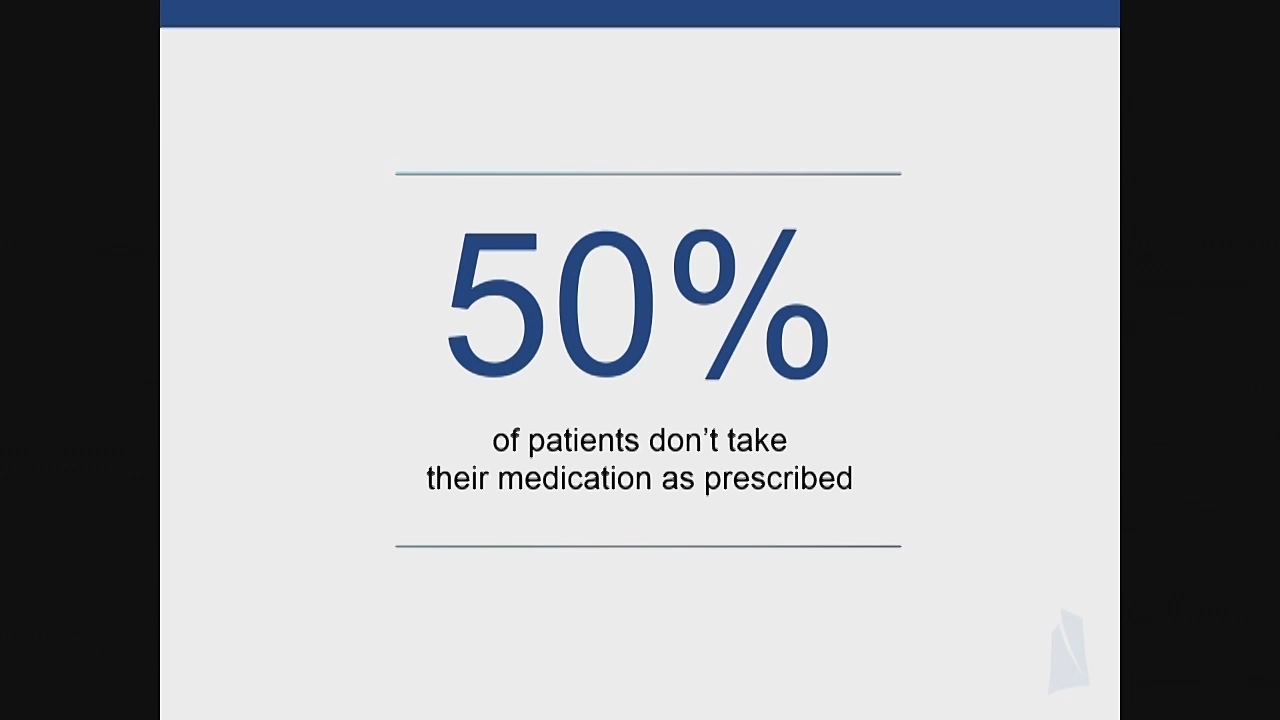 50%
of patients don’t take
their medication as prescribed